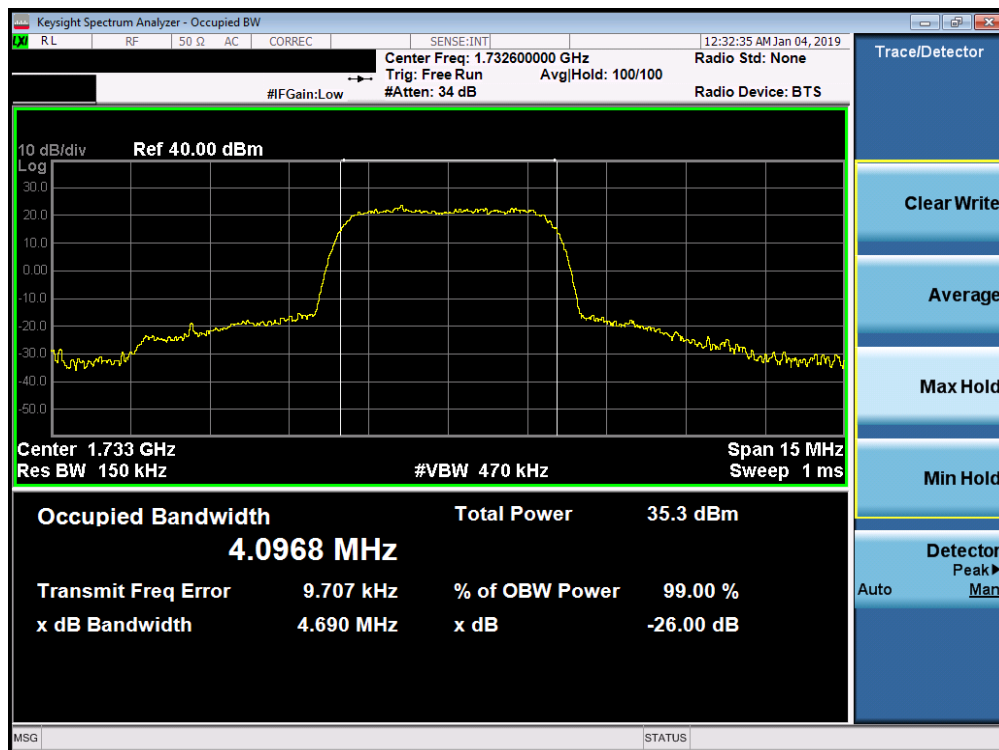 Keysight Spectrum Analyzer - Occupied BW
LXI RL RF 50 Ω AC CORREC SENSE:INT 12:32:35 AM Jan 04, 2019
Center Freq: 1.732600000 GHz Radio Std: None
Trig: Free Run Avg|Hold: 100/100
#IFGain:Low #Atten: 34 dB Radio Device: BTS
10 dB/div Ref 40.00 dBm
Log
30.0
20.0
10.0
0.00
-10.0
-20.0
-30.0
-40.0
-50.0
Center 1.733 GHz Span 15 MHz
Res BW 150 kHz #VBW 470 kHz Sweep 1 ms
Occupied Bandwidth Total Power 35.3 dBm
4.0968 MHz
Transmit Freq Error 9.707 kHz % of OBW Power 99.00 %
x dB Bandwidth 4.690 MHz x dB -26.00 dB
Trace/Detector
Clear Write
Average
Max Hold
Min Hold
Detector
Peak▶
Auto Man
MSG STATUS